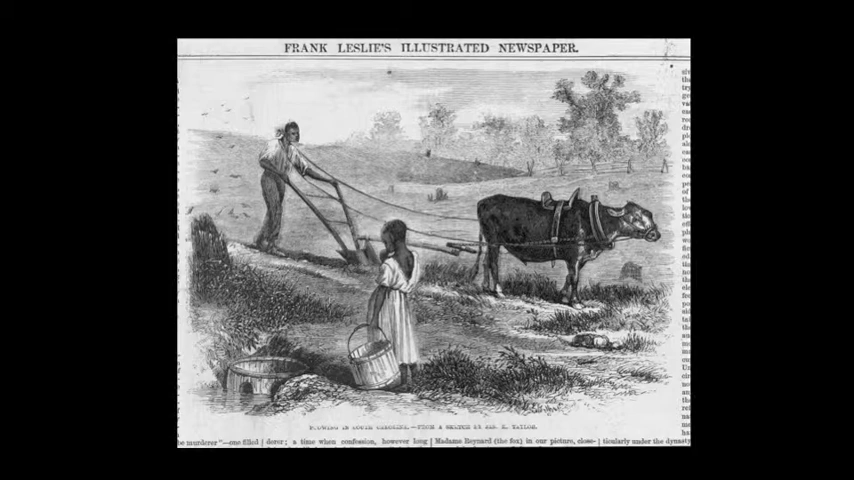 FRANK LESLIE'S ILLUSTRATED NEWSPAPER.
PLOWING IN SOUTH CAROLINA.—FROM A SKETCH BY JAS. E. TAYLOR.
be murderer"—one filled | derer; a time when confession, however long | Madame Reynard (the fox) in our picture, close- | ticularly under the dynasty